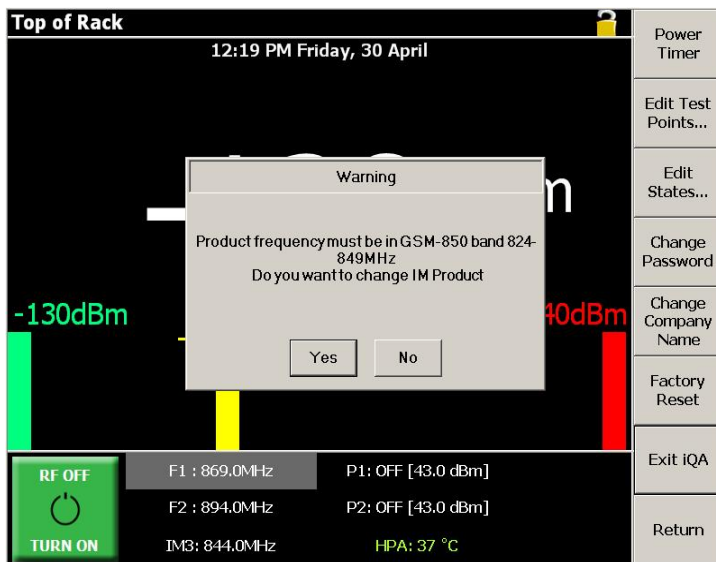 Top of Rack
12:19 PM Friday, 30 April
Warning
Product frequency must be in GSM-850 band 824-
849MHz
Do you want to change IM Product
Yes
No
-130dBm
40dBm
RF OFF
TURN ON
F1 : 869.0MHz
P1: OFF [43.0 dBm]
F2 : 894.0MHz
P2: OFF [43.0 dBm]
IM3: 844.0MHz
HPA: 37 °C
Power
Timer
Edit Test
Points...
Edit
States...
Change
Password
Change
Company
Name
Factory
Reset
Exit iQA
Return